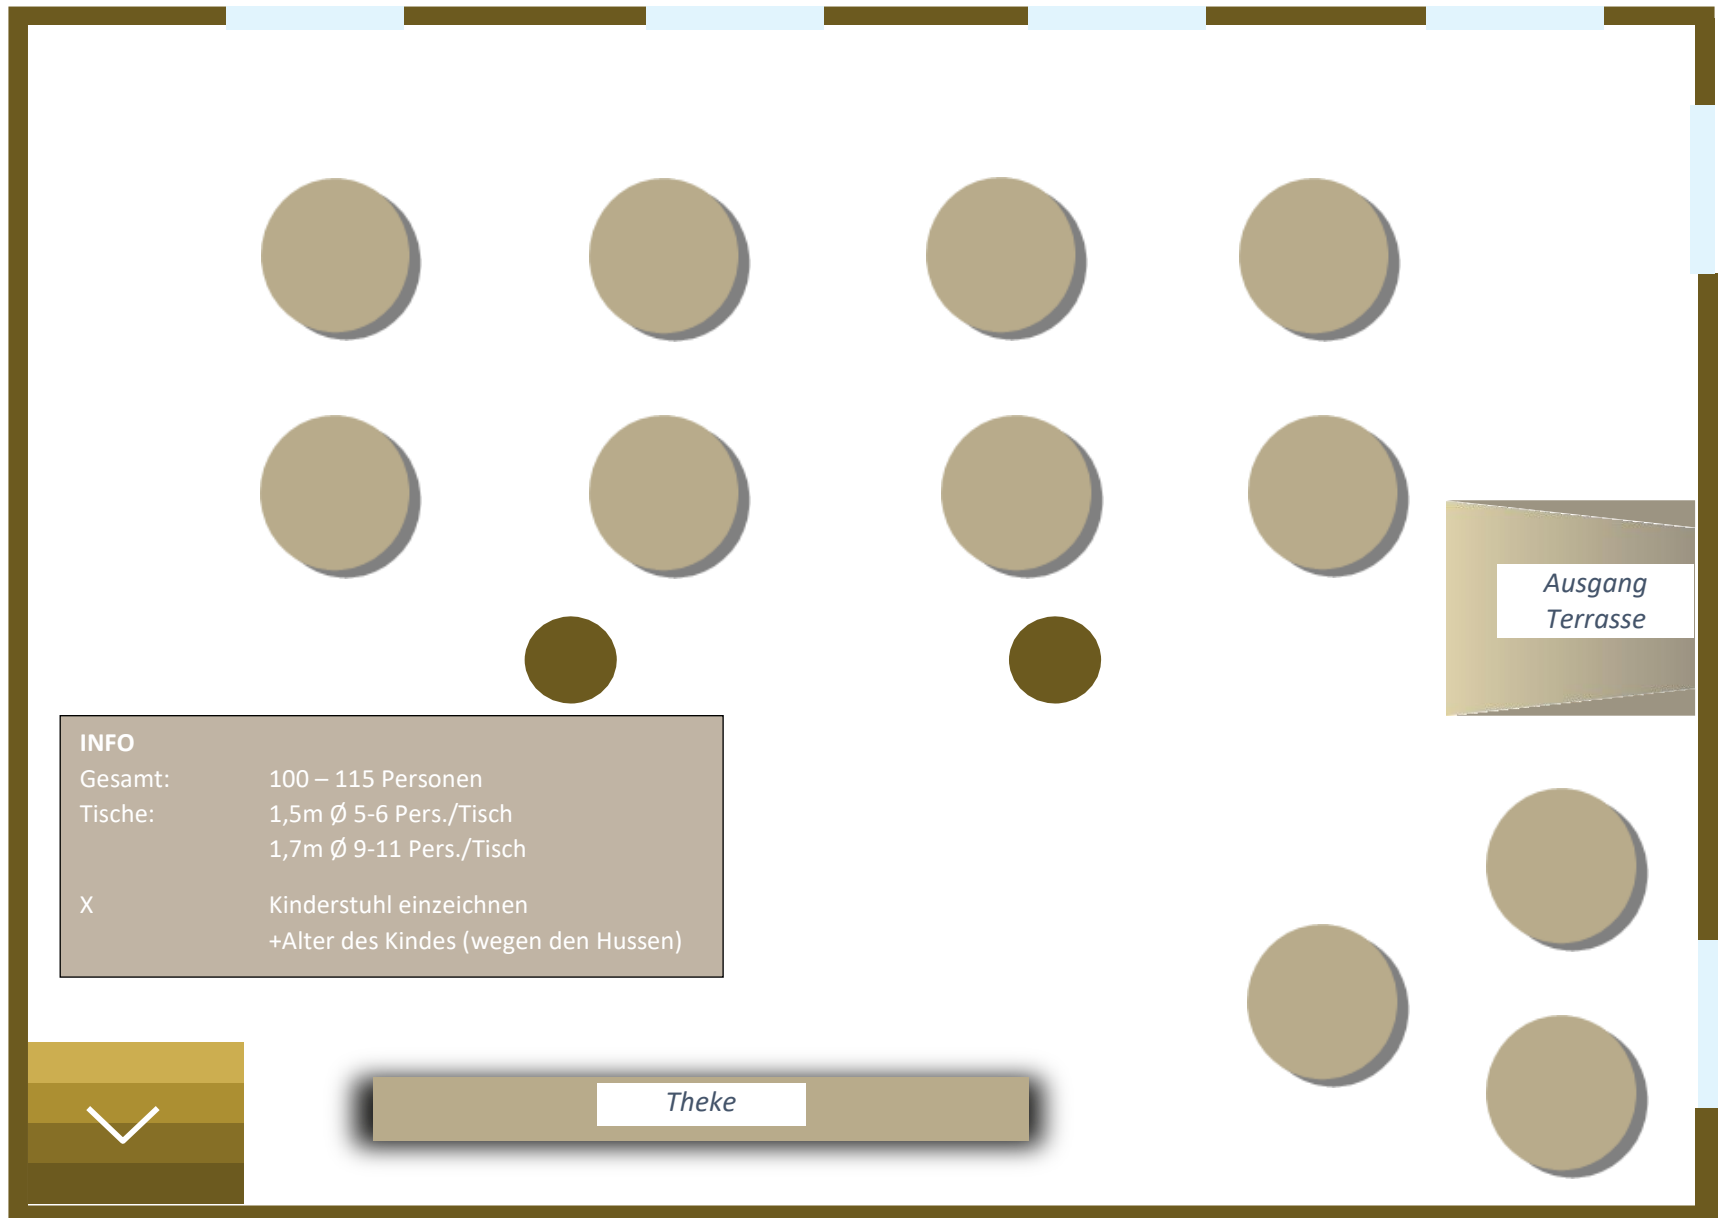 Ausgang
Terrasse
INFO
Gesamt: 100 – 115 Personen
Tische: 1,5m Ø 5-6 Pers./Tisch
1,7m Ø 9-11 Pers./Tisch
X Kinderstuhl einzeichnen
+Alter des Kindes (wegen den Hussen)
Theke